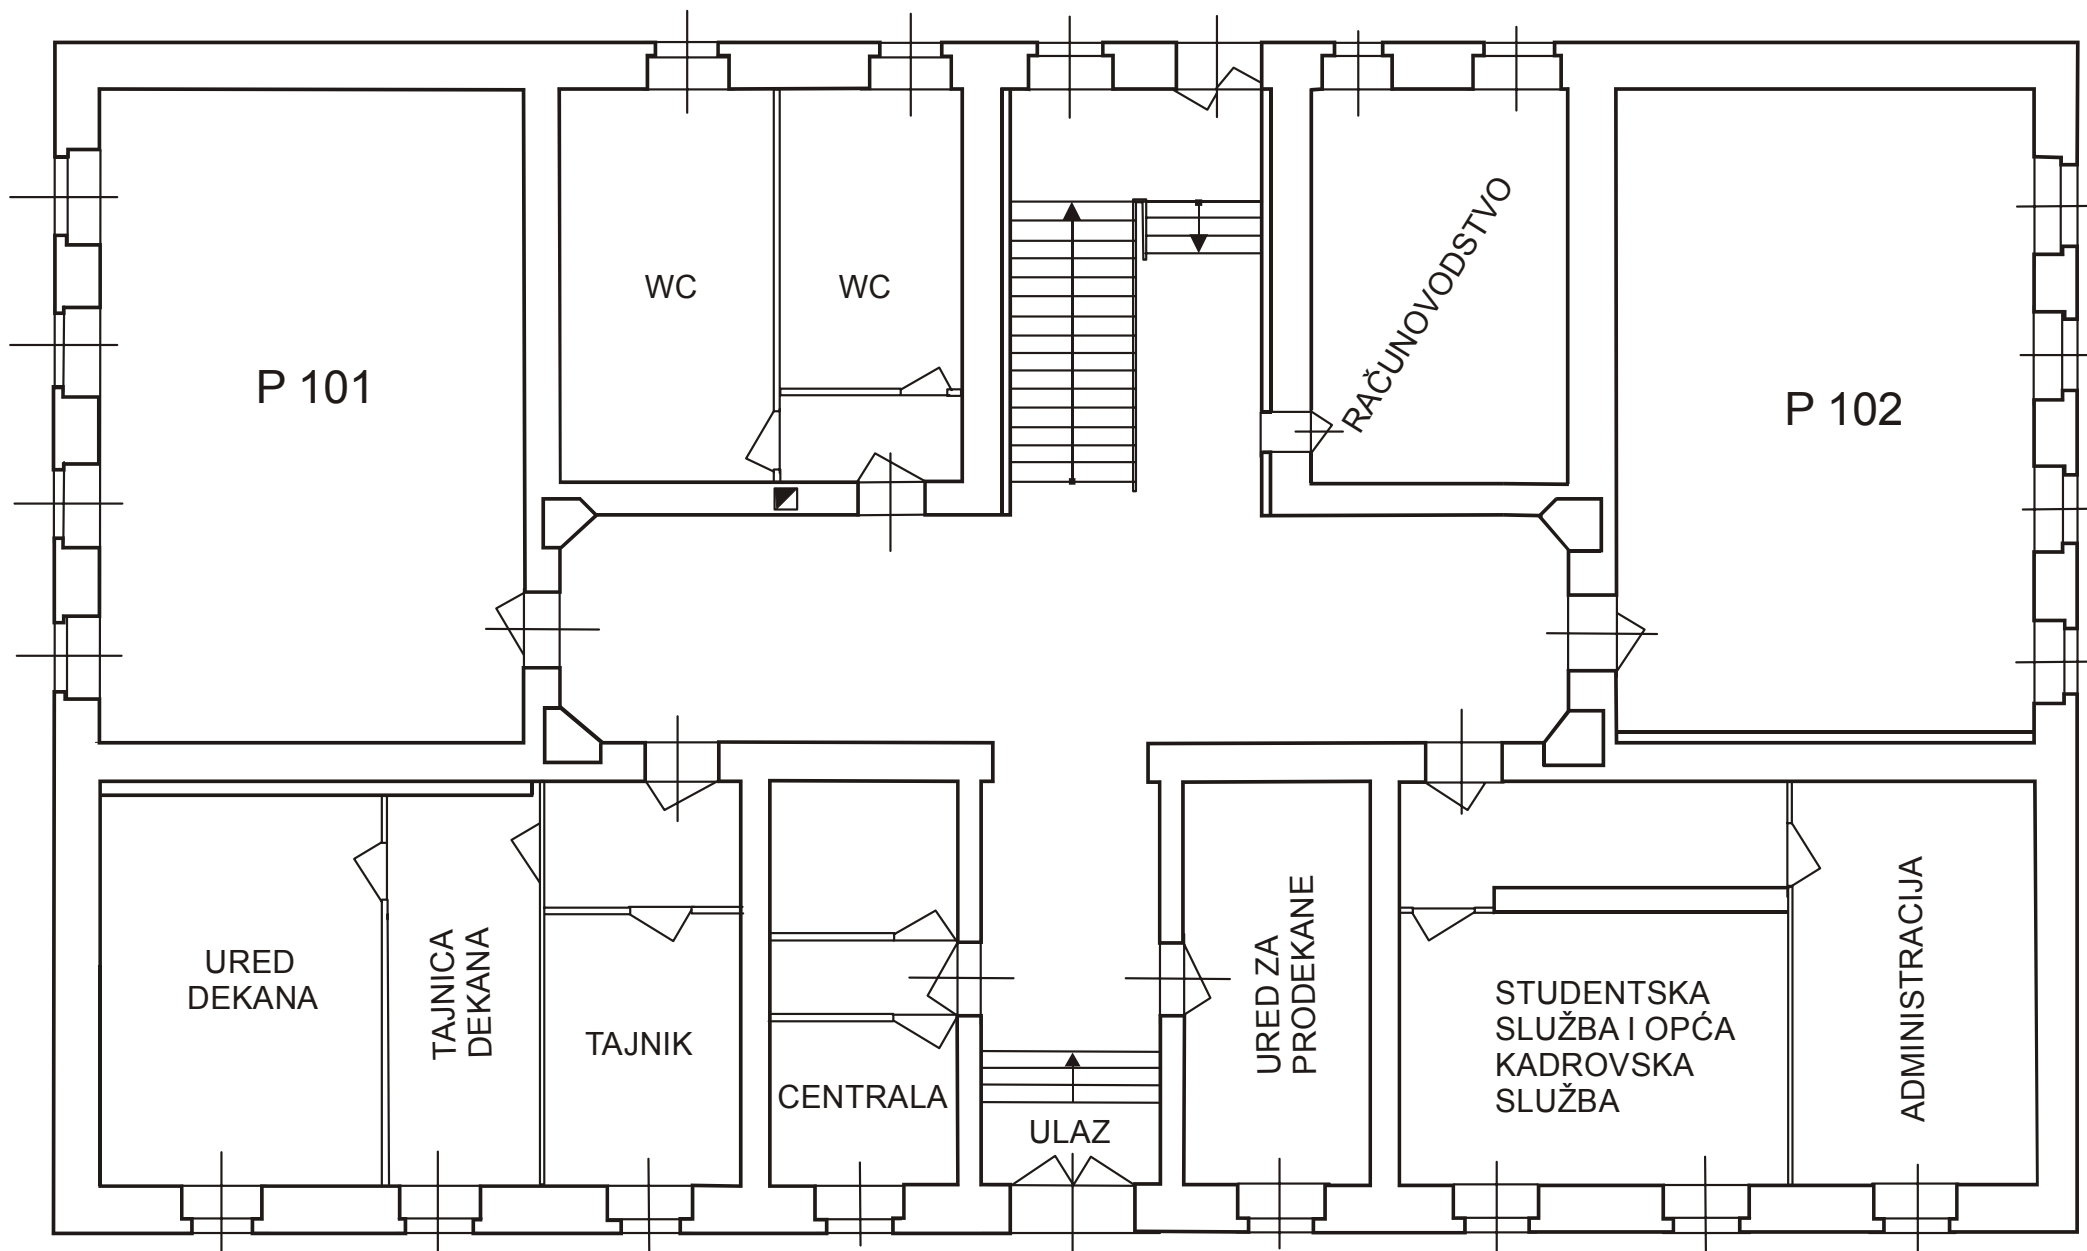 WC
WC
RAČUNOVODSTVO
P 101
P 102
URED
DEKANA
TAJNICA
DEKANA
TAJNIK
CENTRALA
ULAZ
URED ZA
PRODEKANE
STUDENTSKA
SLUŽBA I OPĆA
KADROVSKA
SLUŽBA
ADMINISTRACIJA